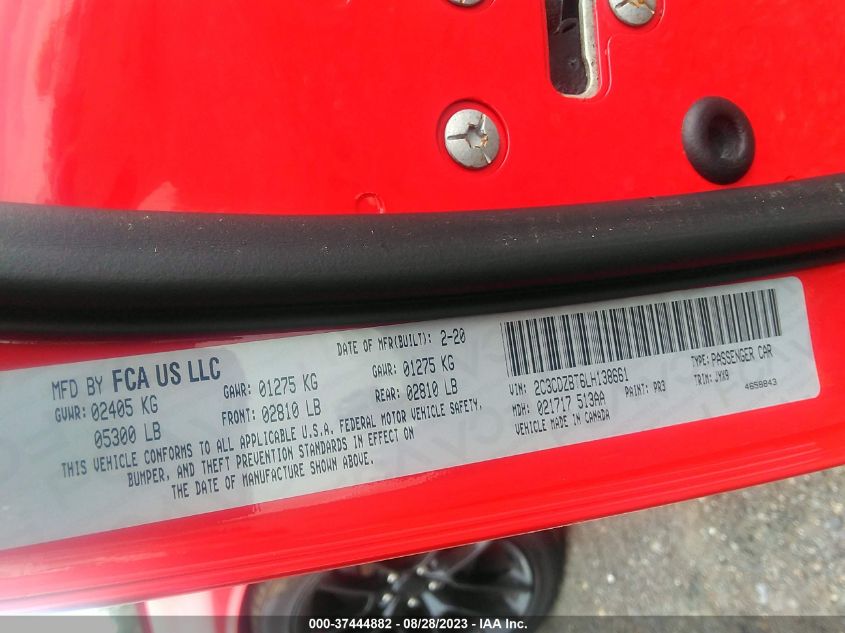 MFD BY FCA US LLC
DATE OF MFR(BUILT): 2-20
GVWR: 02405 KG
05300 LB
GAWR: 01275 KG
FRONT: 02810 LB
GAWR: 01275 KG
REAR: 02810 LB
THIS VEHICLE CONFORMS TO ALL APPLICABLE U.S.A. FEDERAL MOTOR VEHICLE SAFETY,
BUMPER, AND THEFT PREVENTION STANDARDS IN EFFECT ON
THE DATE OF MANUFACTURE SHOWN ABOVE.
VIN: 2C3CDZBT6LH138661
TYPE: PASSENGER CAR
MDH: 021717 513AA
PAINT: PR3
TRIM: JYX9
VEHICLE MADE IN CANADA
4658843
000-37444882 - 08/28/2023 - IAA Inc.